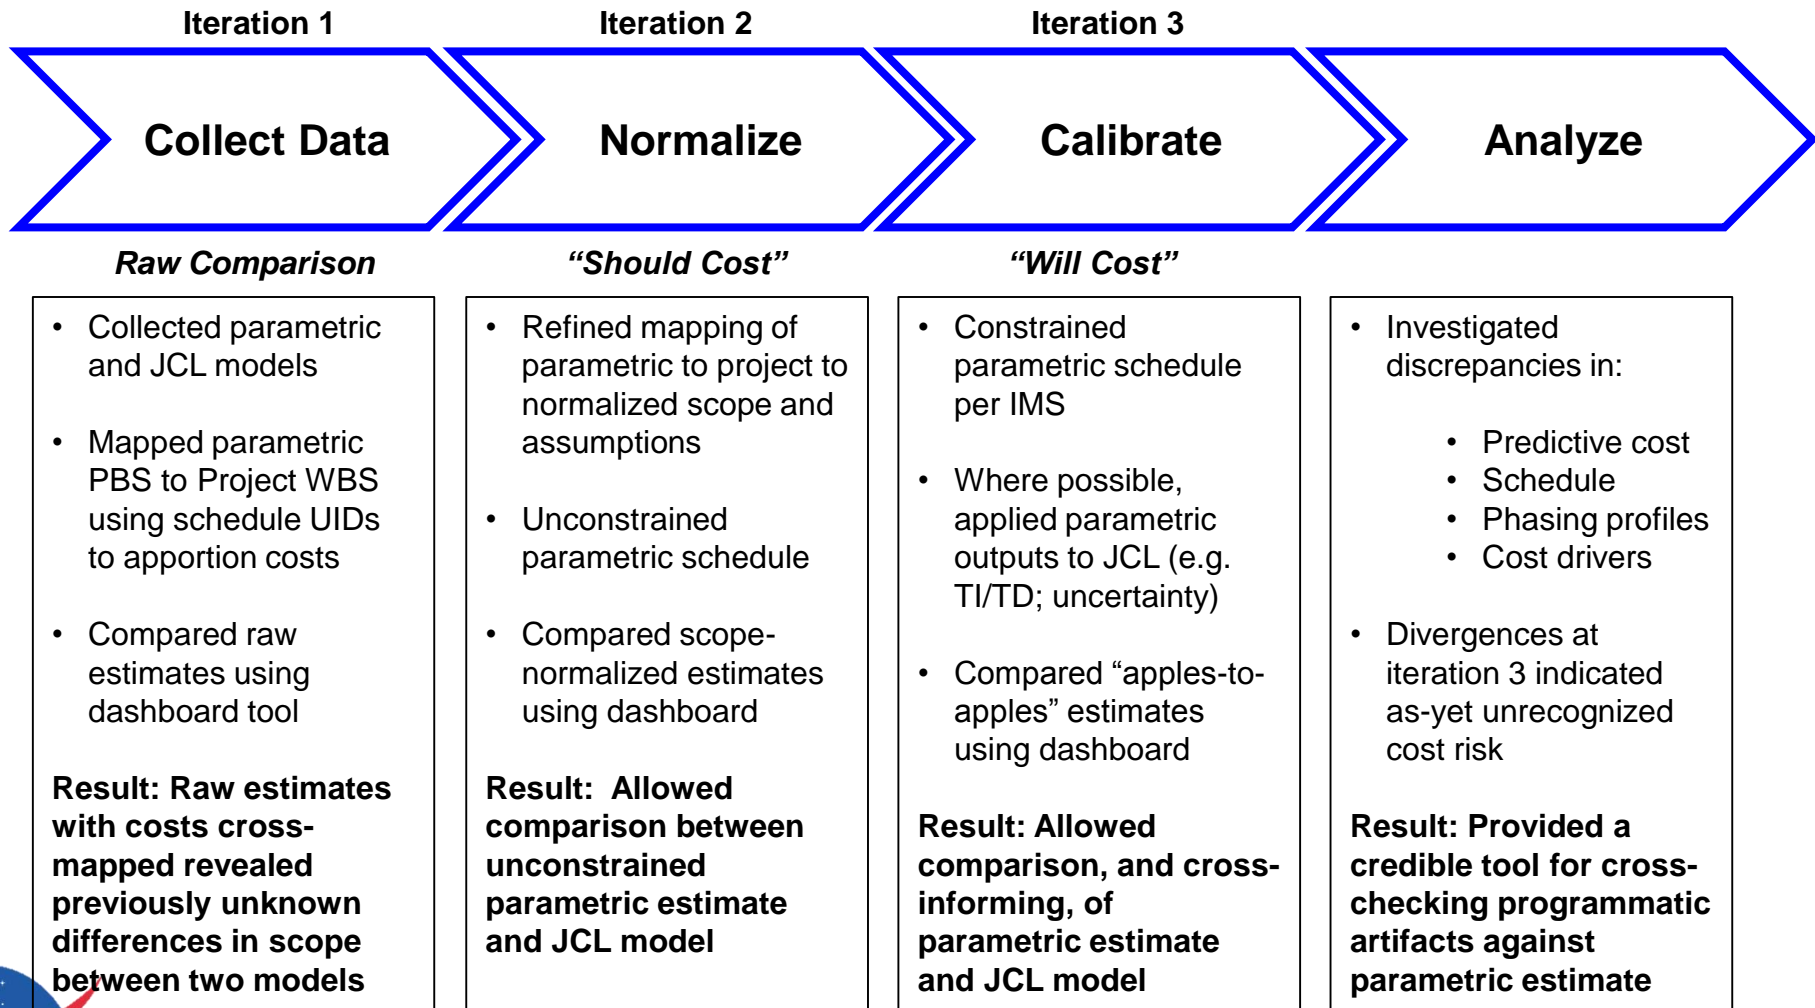 Iteration 1
Iteration 2
Iteration 3
Collect Data
Normalize
Calibrate
Analyze
Raw Comparison
“Should Cost”
“Will Cost”
• Collected parametric
and JCL models
• Mapped parametric
PBS to Project WBS
using schedule UIDs
to apportion costs
• Compared raw
estimates using
dashboard tool
Result: Raw estimates
with costs cross-
mapped revealed
previously unknown
differences in scope
between two models
• Refined mapping of
parametric to project to
normalized scope and
assumptions
• Unconstrained
parametric schedule
• Compared scope-
normalized estimates
using dashboard
Result:  Allowed
comparison between
unconstrained
parametric estimate
and JCL model
• Constrained
parametric schedule
per IMS
• Where possible,
applied parametric
outputs to JCL (e.g.
TI/TD; uncertainty)
• Compared “apples-to-
apples” estimates
using dashboard
Result: Allowed
comparison, and cross-
informing, of
parametric estimate
and JCL model
• Investigated
discrepancies in:
• Predictive cost
• Schedule
• Phasing profiles
• Cost drivers
• Divergences at
iteration 3 indicated
as-yet unrecognized
cost risk
Result: Provided a
credible tool for cross-
checking programmatic
artifacts against
parametric estimate